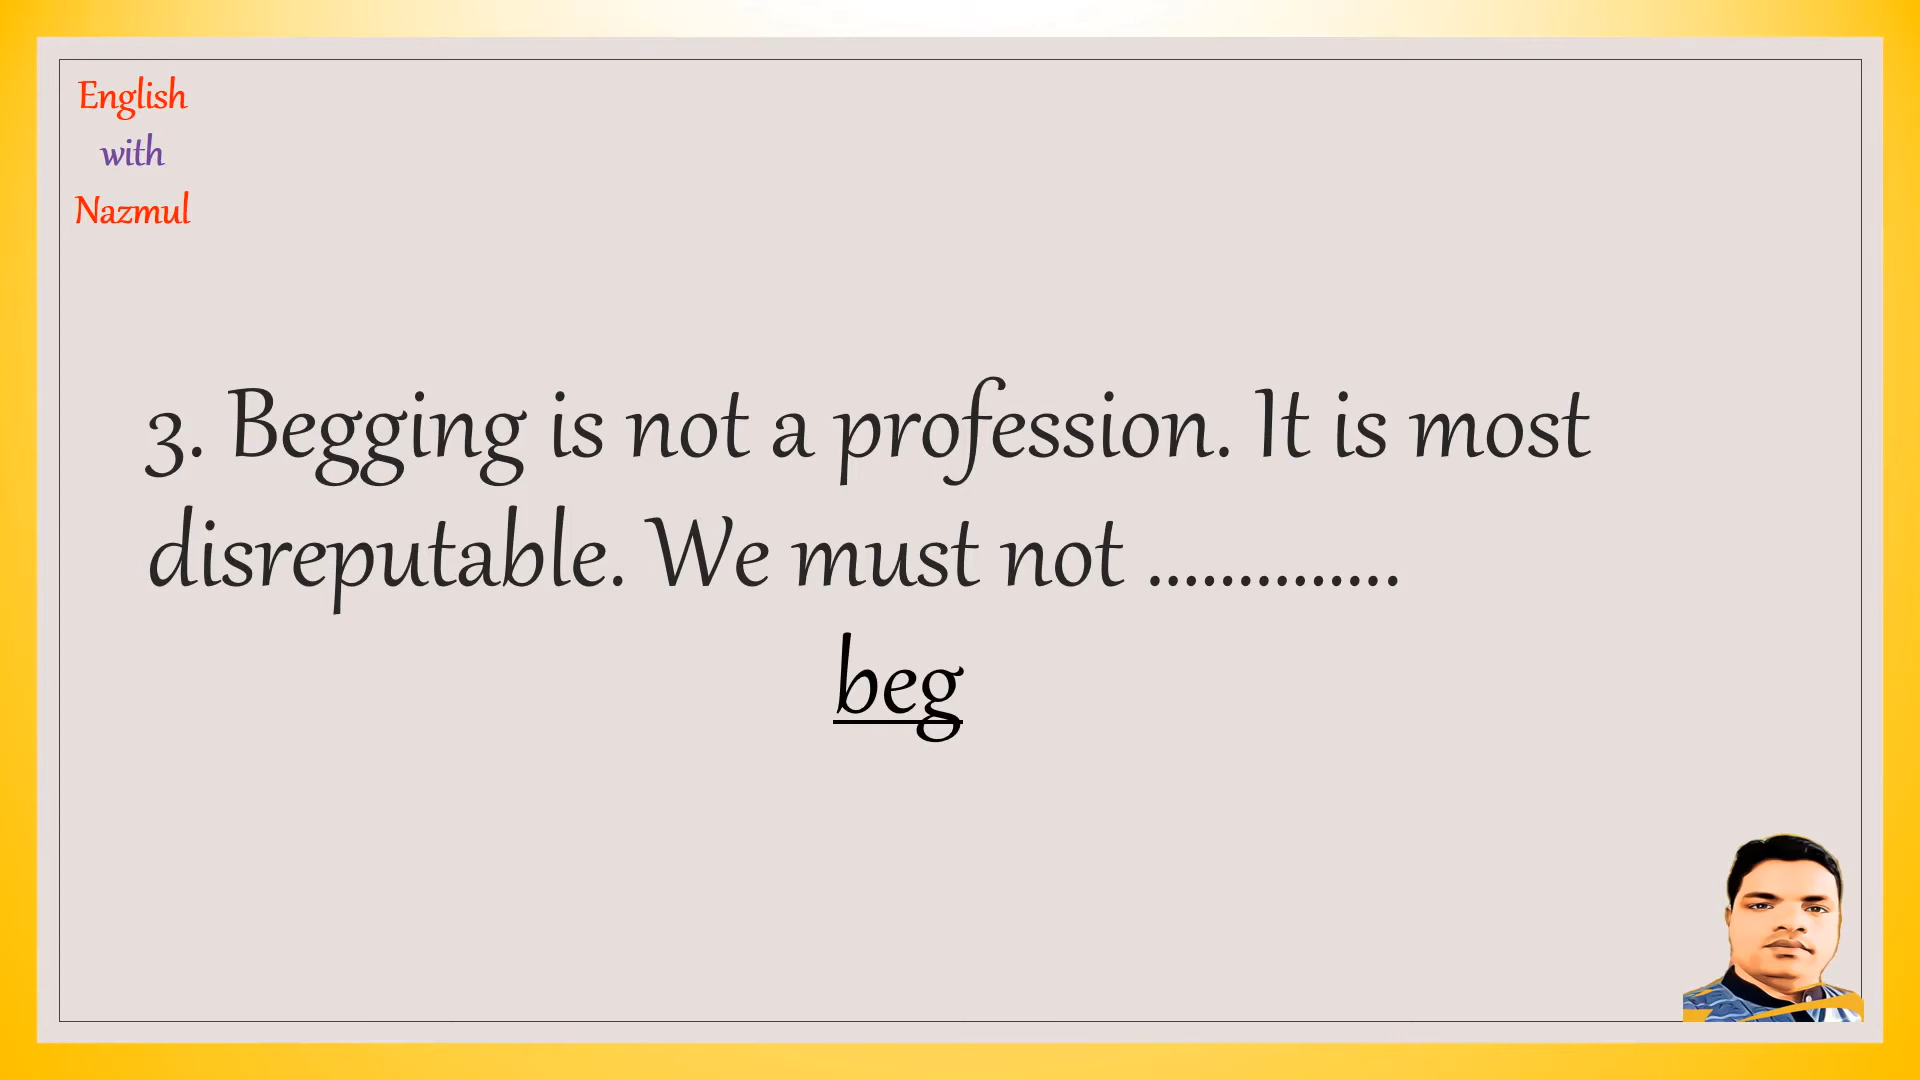 English
with
Nazmul
3. Begging is not a profession. It is most
disreputable. We must not ..............
beg